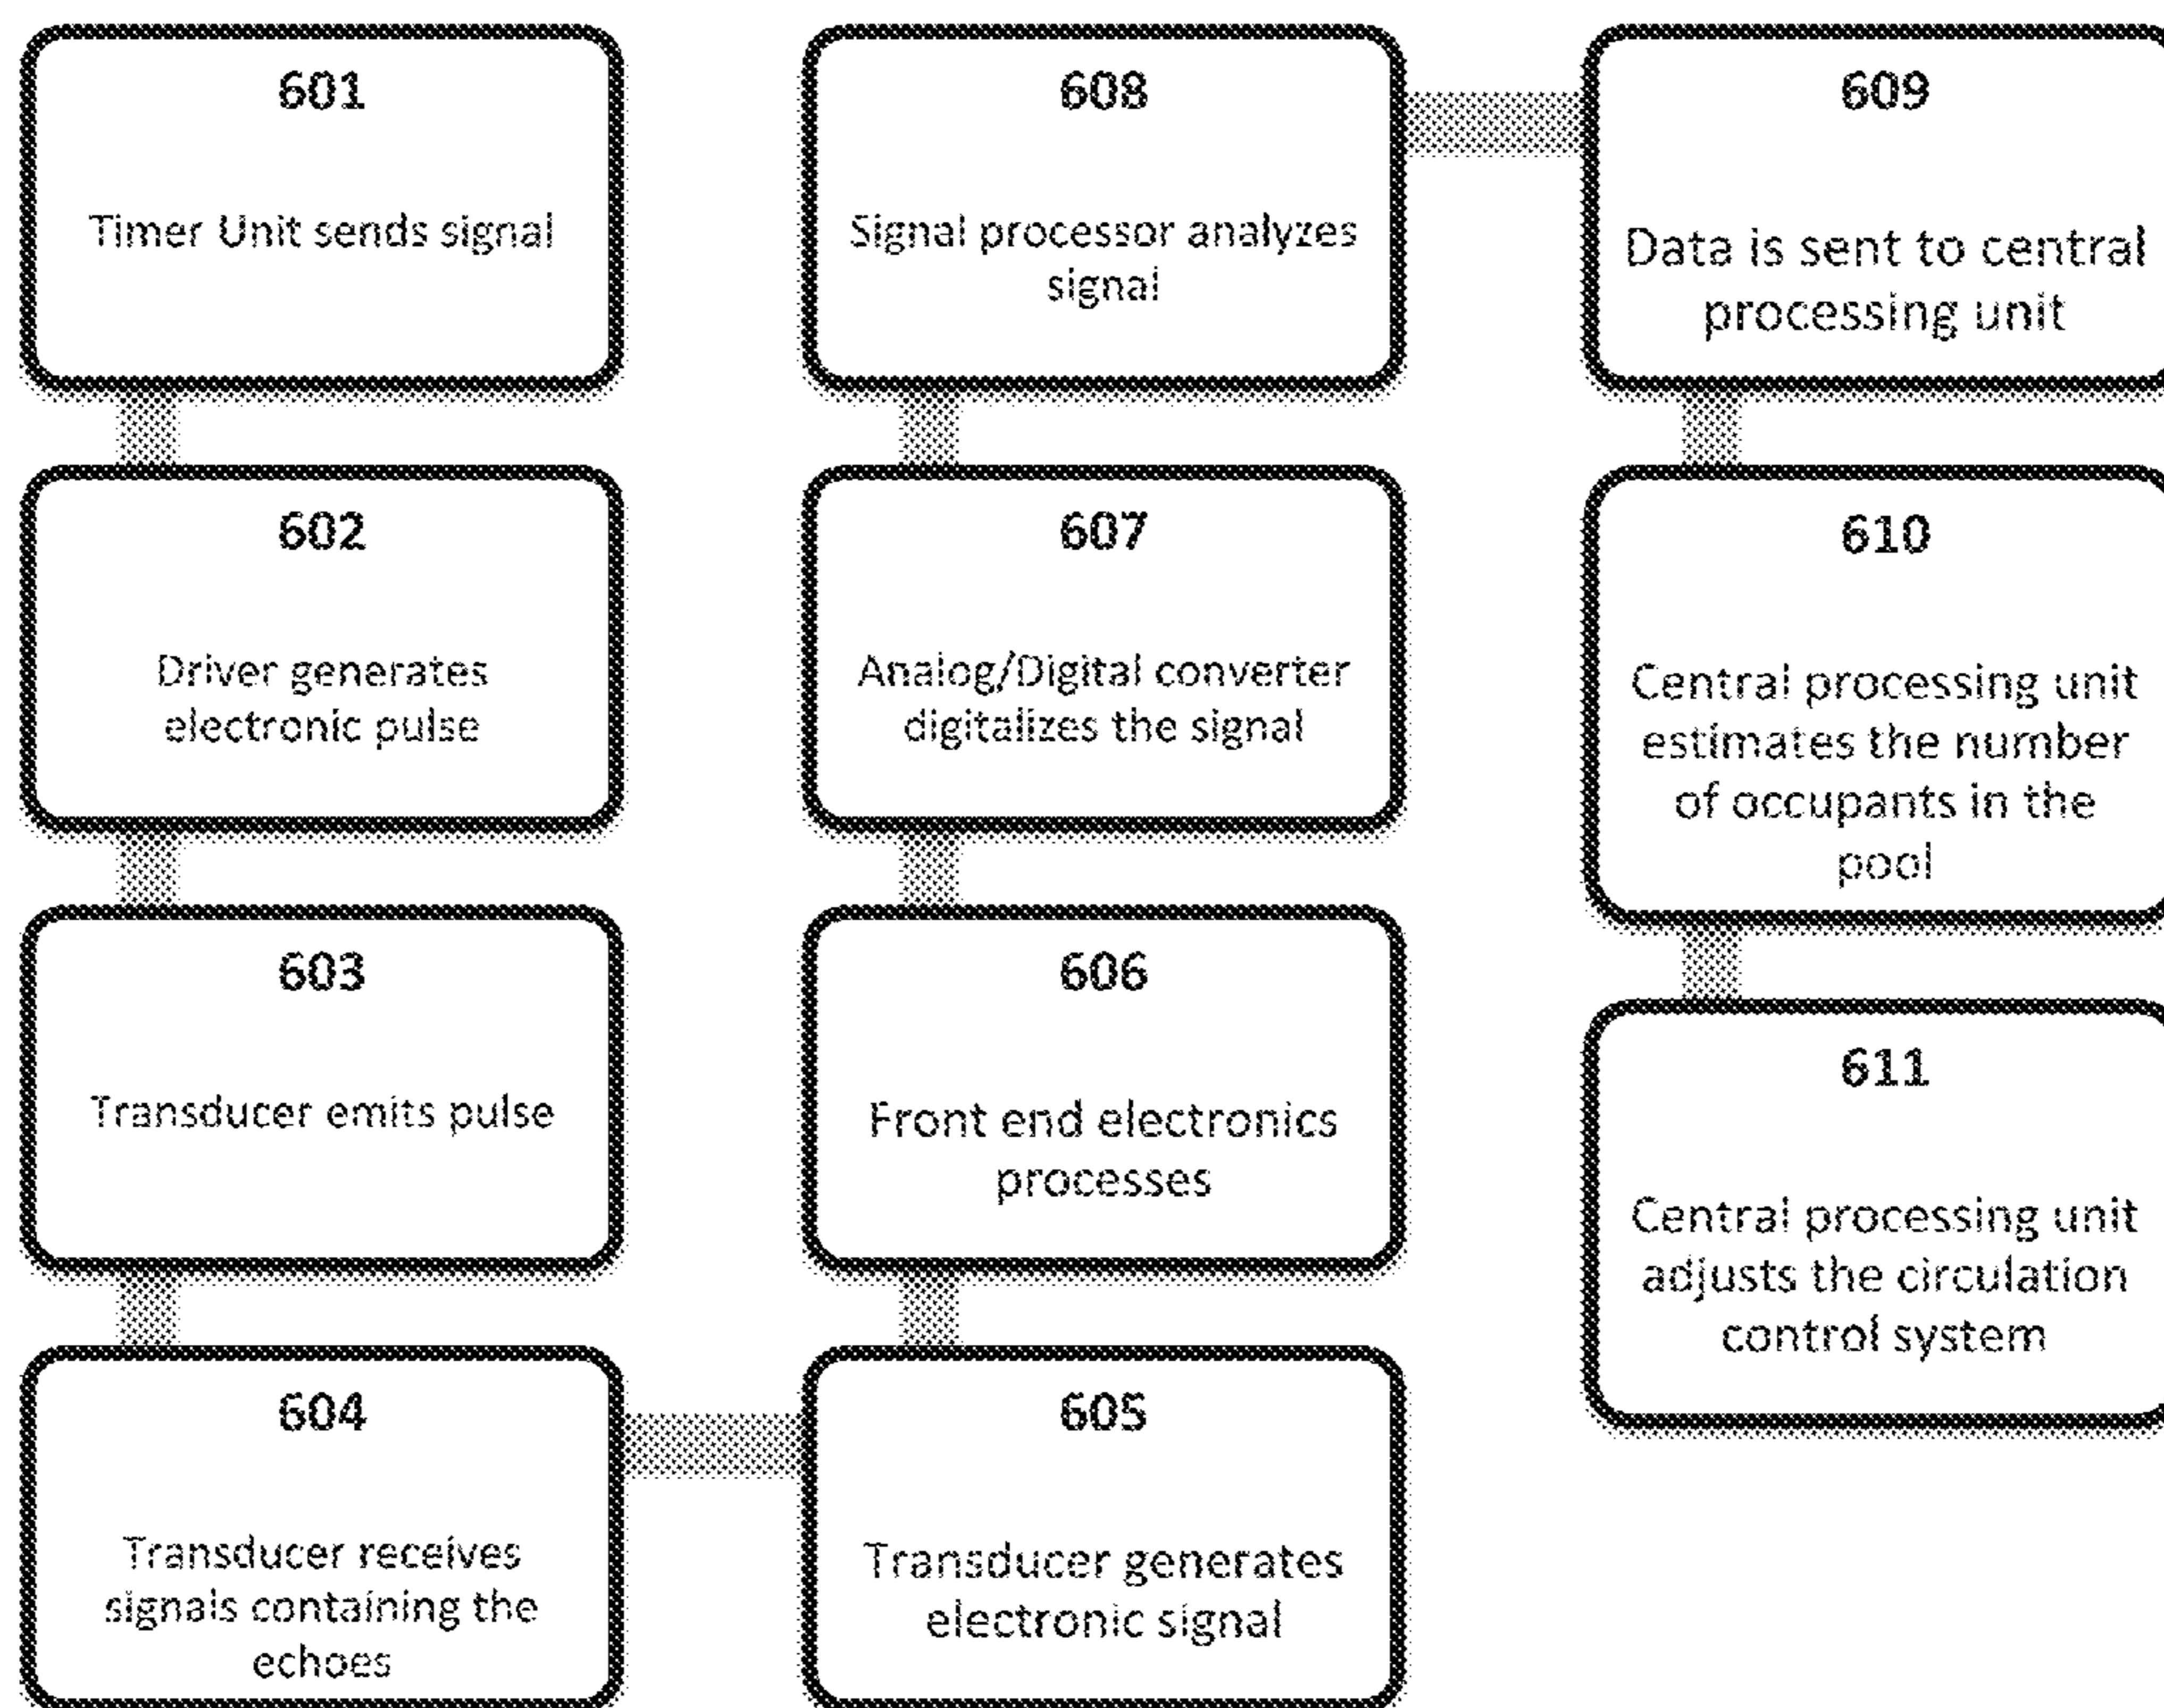 601
Timer Unit sends signal
602
Driver generates
electronic pulse
603
Transducer emits pulse
604
Transducer receives
signals containing the
echoes
605
Transducer generates
electronic signal
606
Front end electronics
processes
607
Analog/Digital converter
digitalizes the signal
608
Signal processor analyzes
signal
609
Data is sent to central
processing unit
610
Central processing unit
estimates the number
of occupants in the
pool
611
Central processing unit
adjusts the circulation
control system